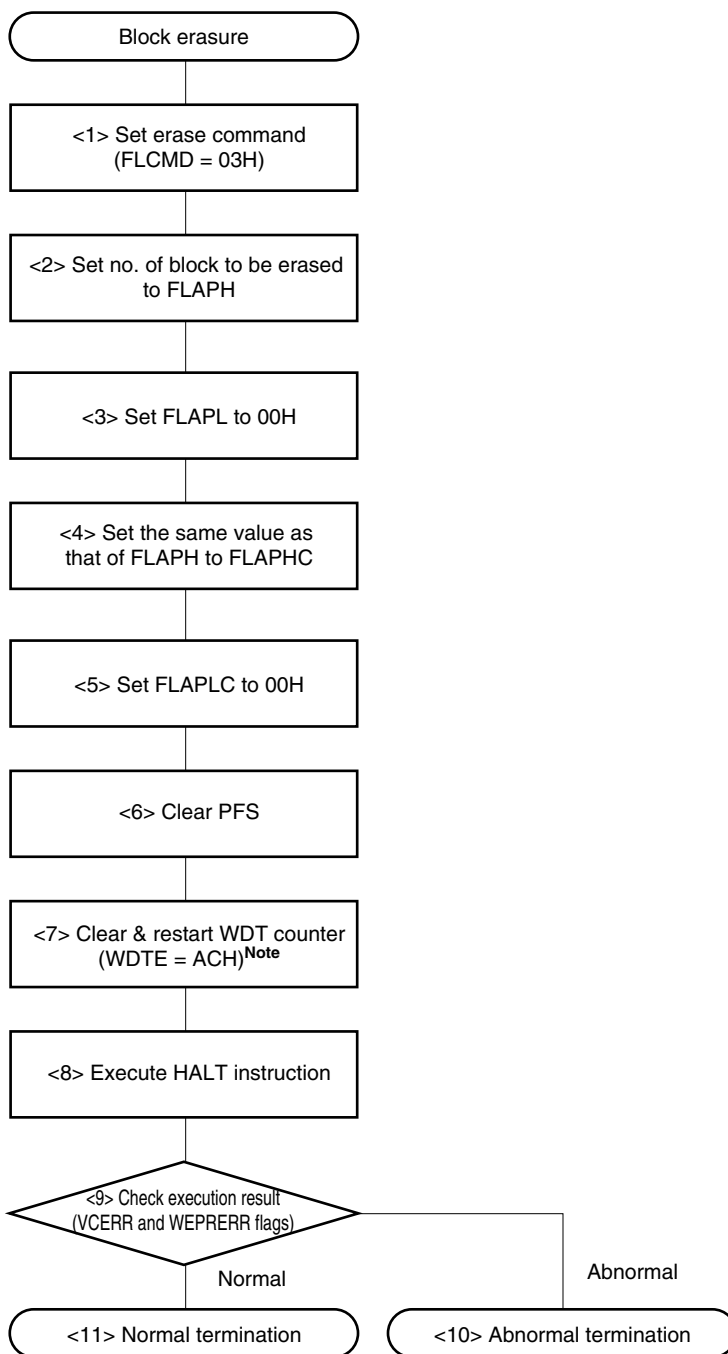 Block erasure
<1> Set erase command
(FLCMD = 03H)
<2> Set no. of block to be erased
to FLAPH
<3> Set FLAPL to 00H
<4> Set the same value as
that of FLAPH to FLAPHC
<5> Set FLAPLC to 00H
<6> Clear PFS
<7> Clear & restart WDT counter
(WDTE = ACH)Note
<8> Execute HALT instruction
<9> Check execution result
(VCERR and WEPRERR flags)
Normal
Abnormal
<11> Normal termination
<10> Abnormal termination